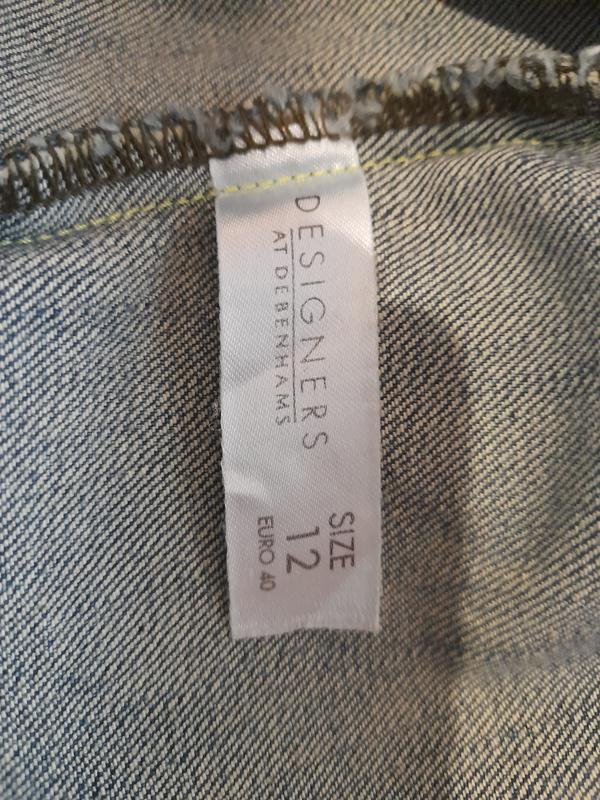 DESIGNERS
AT DEBENHAMS
SIZE
12
EURO 40